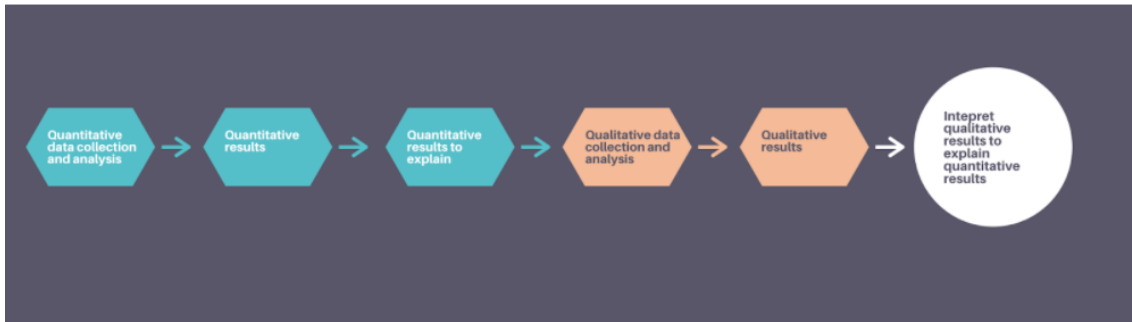 Quantitative
data collection
and analysis
Quantitative
results
Quantitative
results to
explain
Qualitative data
collection and
analysis
Qualitative
results
Intepret
qualitative
results to
explain
quantitative
results